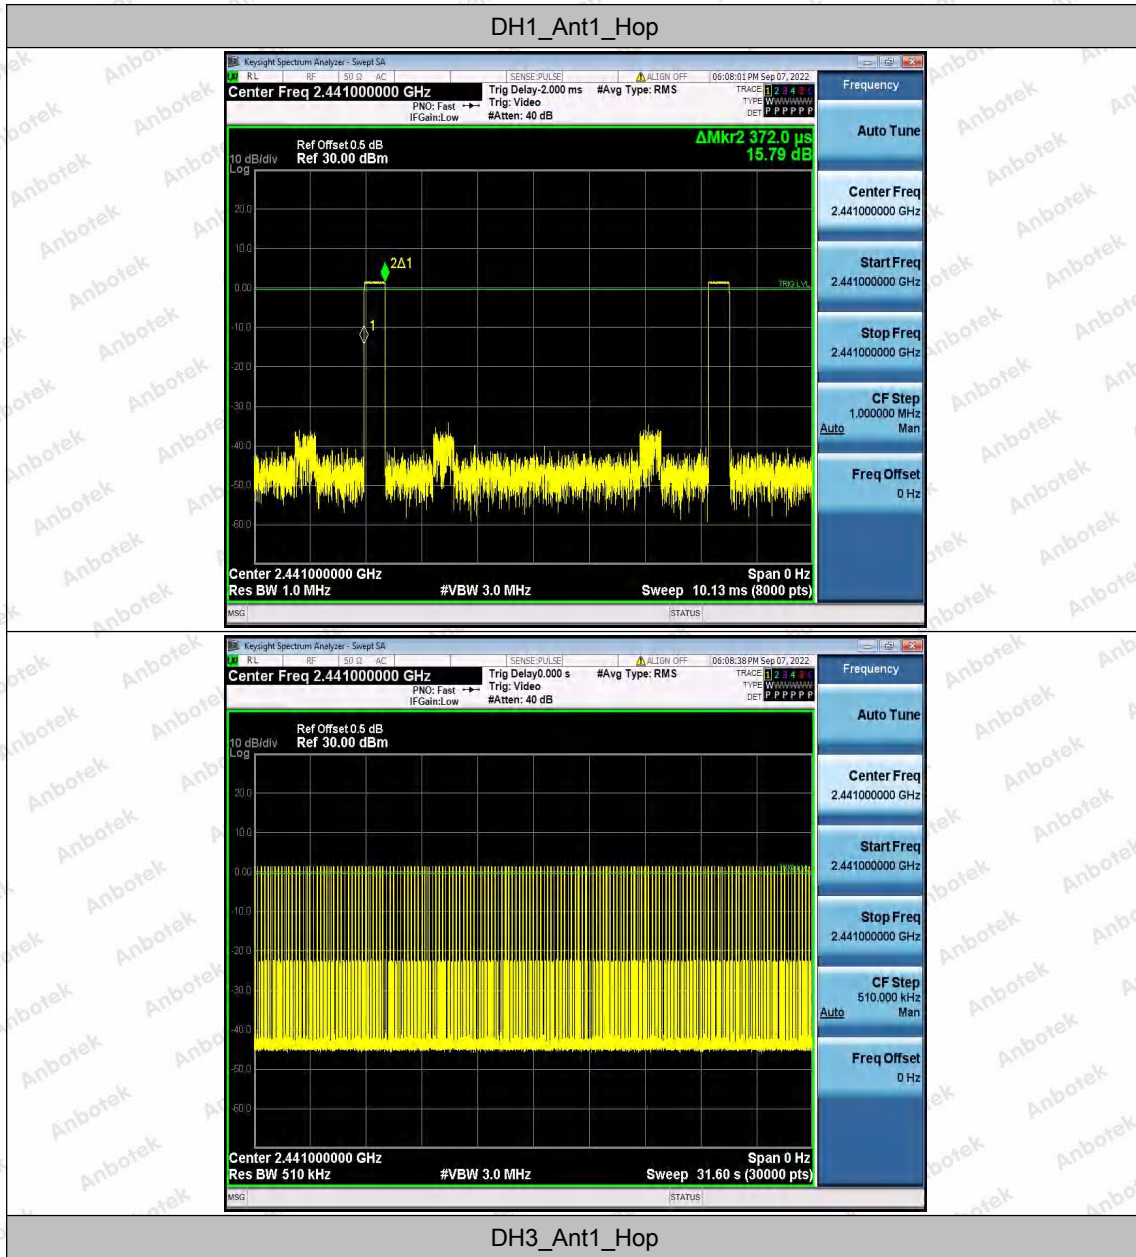 DH1_Ant1_Hop
Keysight Spectrum Analyzer - Swept SA
RL RF 50 Ω AC SENSE:PULSE ALIGN OFF 06:08:01 PM Sep 07, 2022
Center Freq 2.441000000 GHz
PNO: Fast
IFGain:Low
Trig Delay-2.000 ms
Trig: Video
#Atten: 40 dB
#Avg Type: RMS
TRACE 1 2 3 4 5 6
TYPE WWWWWW
DET P P P P P P
Frequency
Auto Tune
Center Freq
2.441000000 GHz
Start Freq
2.441000000 GHz
Stop Freq
2.441000000 GHz
CF Step
1.000000 MHz
Auto Man
Freq Offset
0 Hz
ΔMkr2 372.0 µs
15.79 dB
Ref Offset 0.5 dB
10 dB/div Ref 30.00 dBm
Log
20.0
10.0
0.00
-10.0
-20.0
-30.0
-40.0
-50.0
-60.0
2Δ1
1
TRIG LVL
Center 2.441000000 GHz Span 0 Hz
Res BW 1.0 MHz #VBW 3.0 MHz Sweep 10.13 ms (8000 pts)
MSG STATUS
Keysight Spectrum Analyzer - Swept SA
RL RF 50 Ω AC SENSE:PULSE ALIGN OFF 06:08:38 PM Sep 07, 2022
Center Freq 2.441000000 GHz
PNO: Fast
IFGain:Low
Trig Delay0.000 s
Trig: Video
#Atten: 40 dB
#Avg Type: RMS
TRACE 1 2 3 4 5 6
TYPE WWWWWW
DET P P P P P P
Frequency
Auto Tune
Center Freq
2.441000000 GHz
Start Freq
2.441000000 GHz
Stop Freq
2.441000000 GHz
CF Step
510.000 kHz
Auto Man
Freq Offset
0 Hz
Ref Offset 0.5 dB
10 dB/div Ref 30.00 dBm
Log
20.0
10.0
0.00
-10.0
-20.0
-30.0
-40.0
-50.0
-60.0
TRIG LVL
Center 2.441000000 GHz Span 0 Hz
Res BW 510 kHz #VBW 3.0 MHz Sweep 31.60 s (30000 pts)
MSG STATUS
DH3_Ant1_Hop
Anbotek